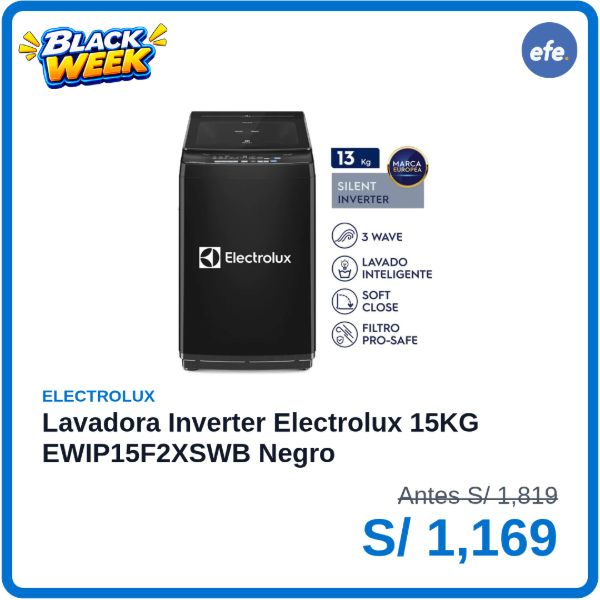 BLACK
WEEK
efe.
13 Kg
MARCA
EUROPEA
SILENT
INVERTER
3 WAVE
LAVADO
INTELIGENTE
SOFT
CLOSE
FILTRO
PRO-SAFE
Electrolux
ELECTROLUX
Lavadora Inverter Electrolux 15KG
EWIP15F2XSWB Negro
Antes S/ 1,819
S/ 1,169